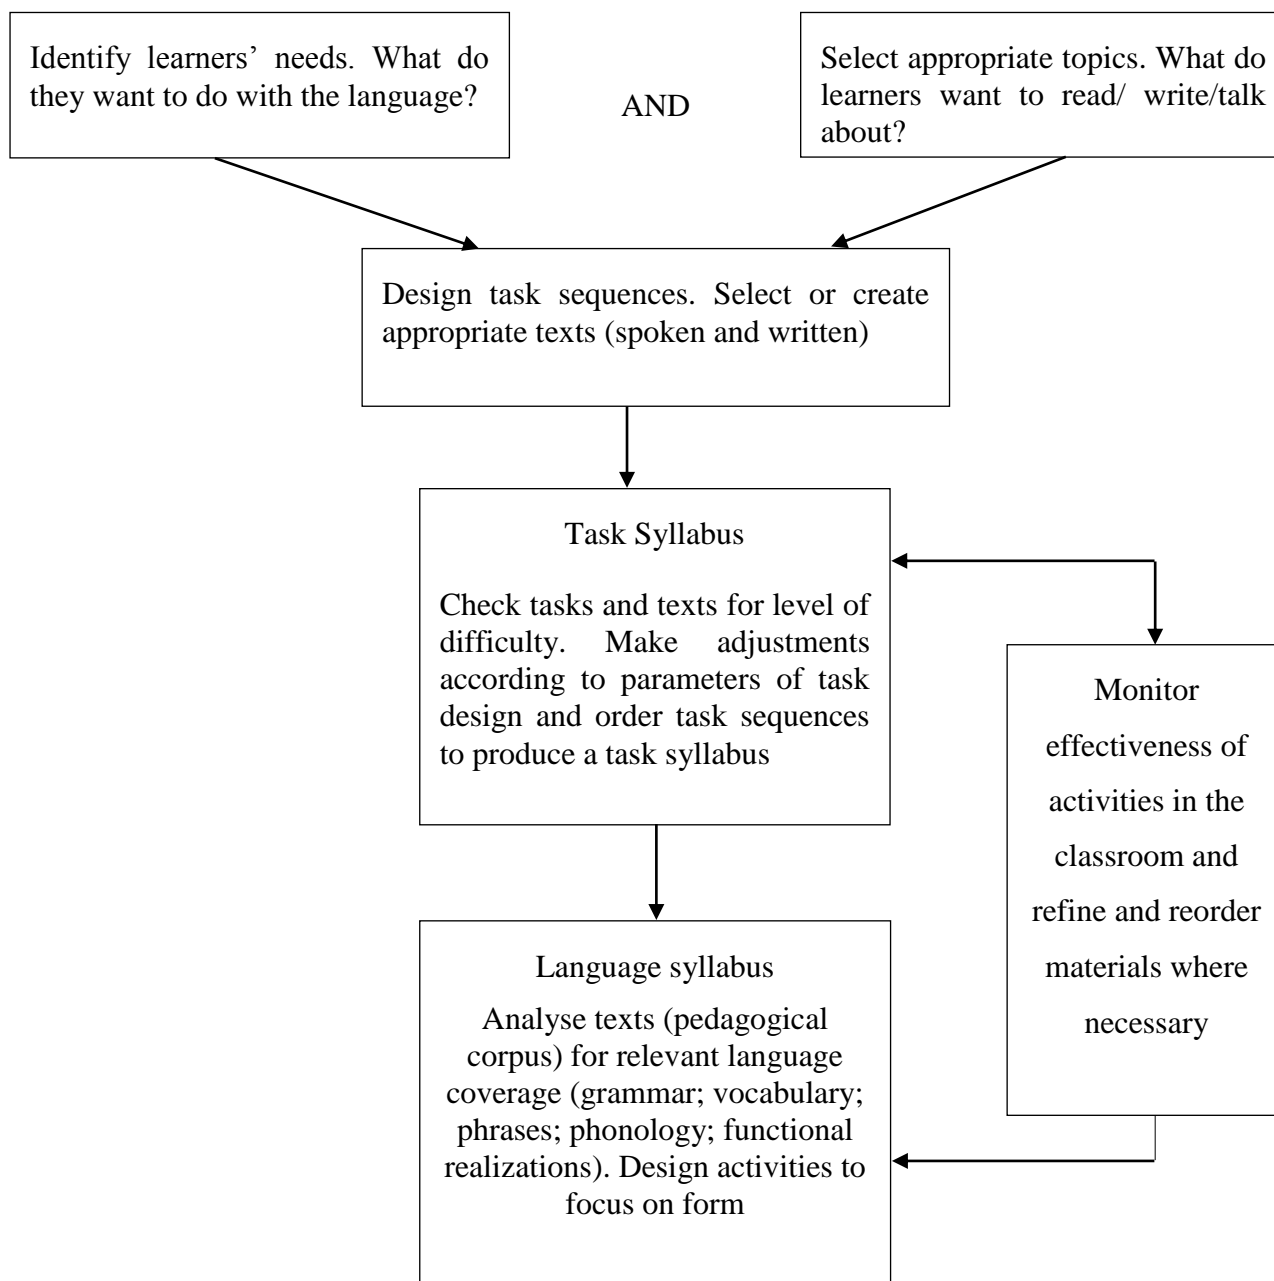 Identify learners’ needs. What do
they want to do with the language?
AND
Select appropriate topics. What do
learners want to read/ write/talk
about?
Design task sequences. Select or create
appropriate texts (spoken and written)
Task Syllabus
Check tasks and texts for level of
difficulty. Make adjustments
according to parameters of task
design and order task sequences
to produce a task syllabus
Monitor
effectiveness of
activities in the
classroom and
refine and reorder
materials where
necessary
Language syllabus
Analyse texts (pedagogical
corpus) for relevant language
coverage (grammar; vocabulary;
phrases; phonology; functional
realizations). Design activities to
focus on form